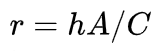 r = hA/C